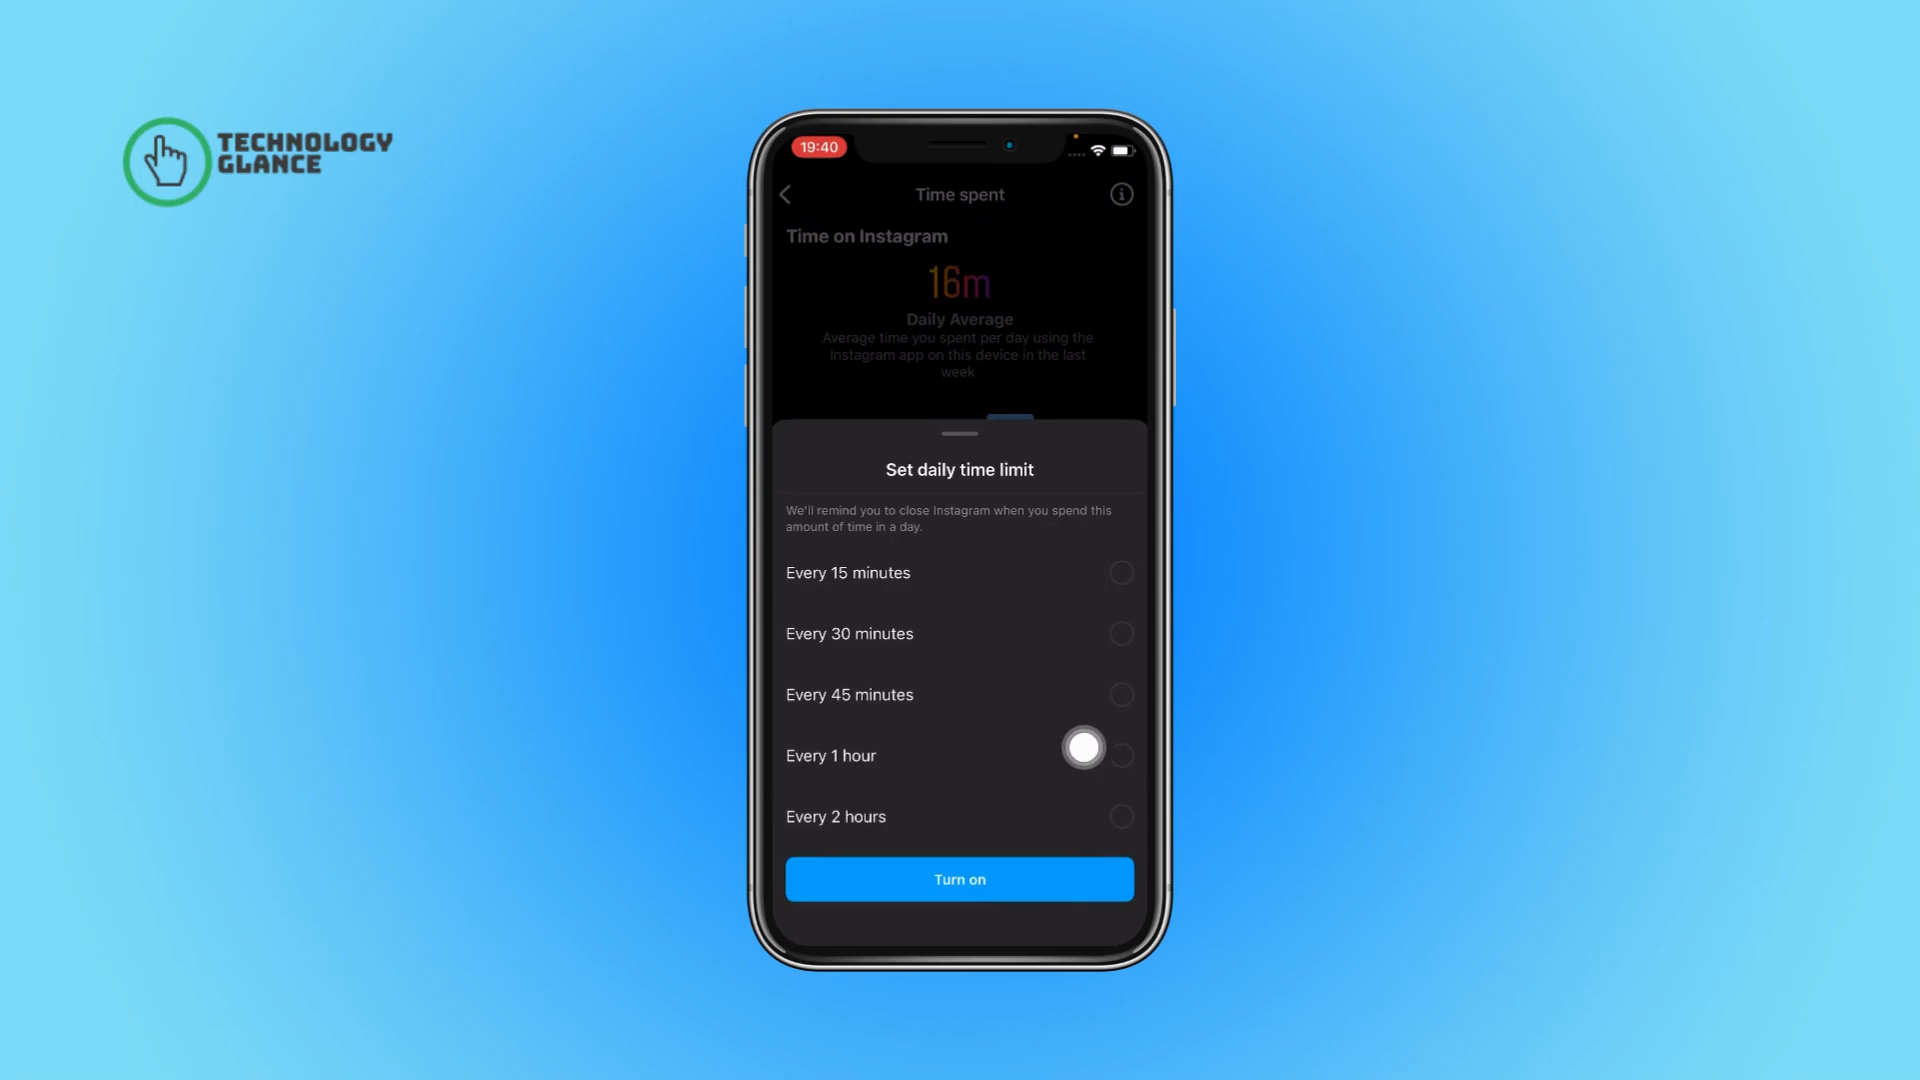 TECHNOLOGY
GLANCE
19:40
Time spent
Time on Instagram
16m
Daily Average
Average time you spent per day using the
Instagram app on this device in the last
week
Set daily time limit
We'll remind you to close Instagram when you spend this
amount of time in a day.
Every 15 minutes
Every 30 minutes
Every 45 minutes
Every 1 hour
Every 2 hours
Turn on